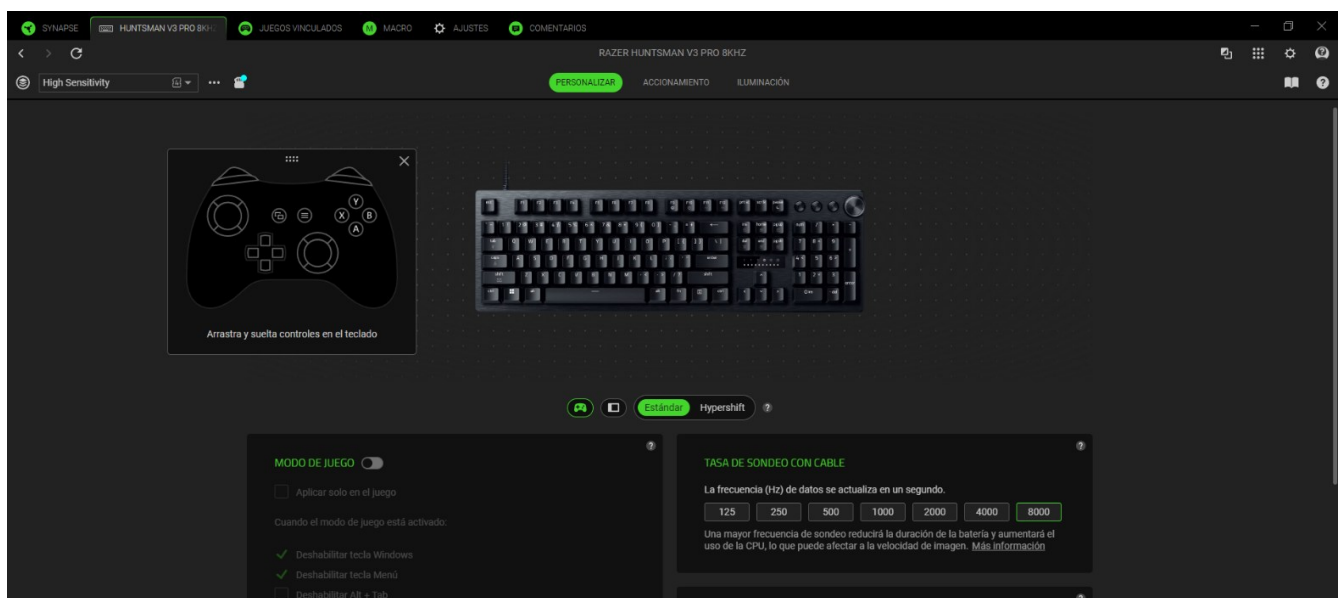 SYNAPSE
HUNTSMAN V3 PRO 8KHZ
JUEGOS VINCULADOS
MACRO
AJUSTES
COMENTARIOS
RAZER HUNTSMAN V3 PRO 8KHZ
High Sensitivity
PERSONALIZAR
ACCIONAMIENTO
ILUMINACIÓN
Y
X
B
A
Arrastra y suelta controles en el teclado
Estándar
Hypershift
MODO DE JUEGO
Aplicar solo en el juego
Cuando el modo de juego está activado:
Deshabilitar tecla Windows
Deshabilitar tecla Menú
Deshabilitar Alt + Tab
TASA DE SONDEO CON CABLE
La frecuencia (Hz) de datos se actualiza en un segundo.
125 250 500 1000 2000 4000 8000
Una mayor frecuencia de sondeo reducirá la duración de la batería y aumentará el
uso de la CPU, lo que puede afectar a la velocidad de imagen. Más información